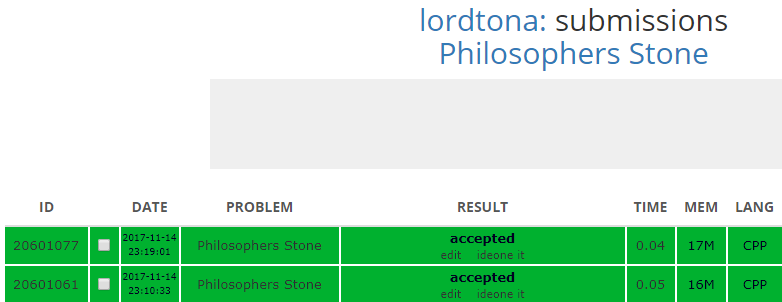 lordtona: submissions
Philosophers Stone
ID DATE PROBLEM RESULT TIME MEM LANG
20601077 2017-11-14 23:19:01 Philosophers Stone accepted edit ideone it 0.04 17M CPP
20601061 2017-11-14 23:10:33 Philosophers Stone accepted edit ideone it 0.05 16M CPP